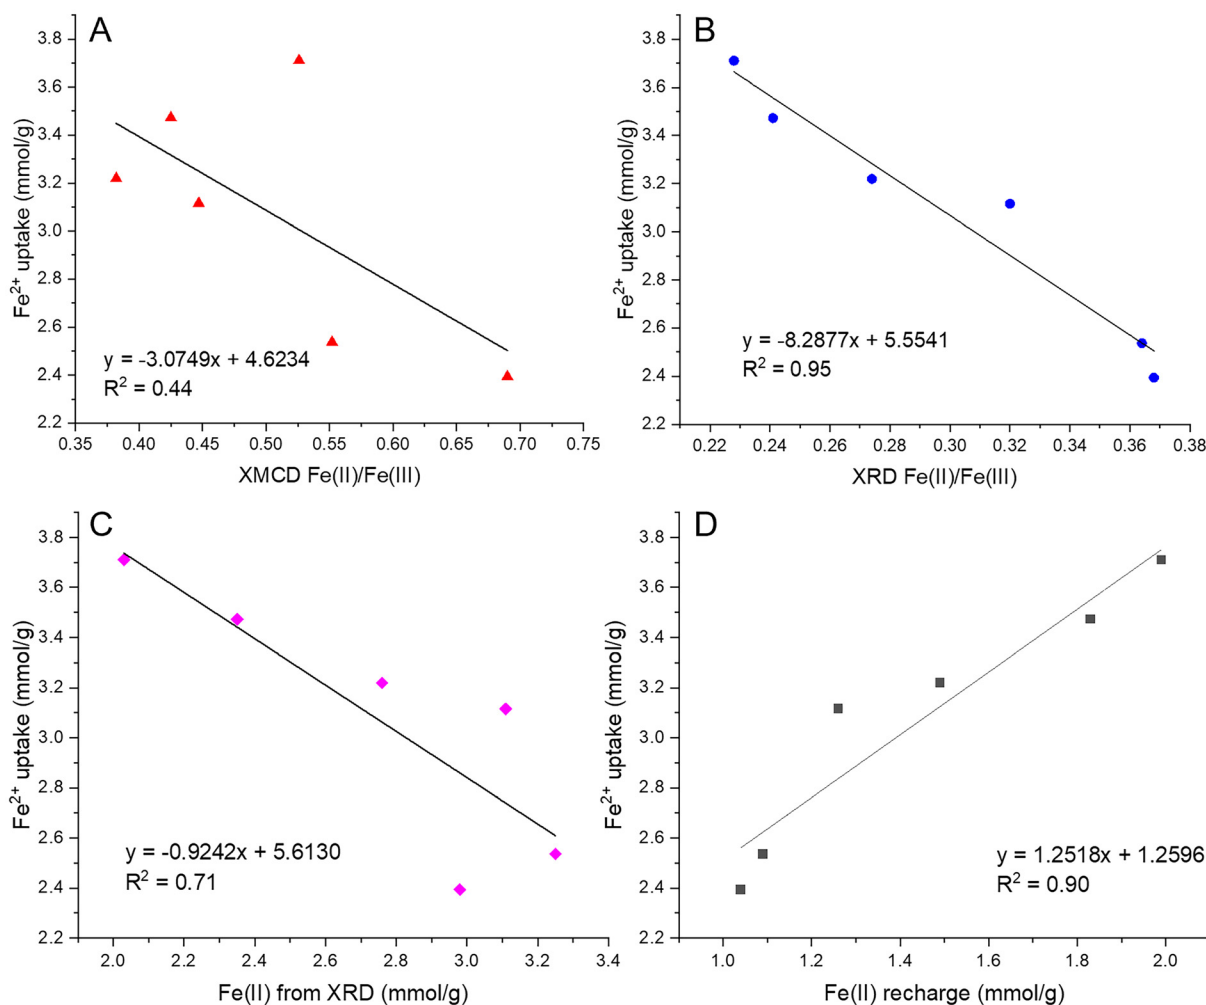 A
3.8
3.6
3.4
3.2
3.0
2.8
2.6
2.4
2.2
Fe²⁺ uptake (mmol/g)
y = -3.0749x + 4.6234
R² = 0.44
0.35 0.40 0.45 0.50 0.55 0.60 0.65 0.70 0.75
XMCD Fe(II)/Fe(III)
B
3.8
3.6
3.4
3.2
3.0
2.8
2.6
2.4
2.2
Fe²⁺ uptake (mmol/g)
y = -8.2877x + 5.5541
R² = 0.95
0.22 0.24 0.26 0.28 0.30 0.32 0.34 0.36 0.38
XRD Fe(II)/Fe(III)
C
3.8
3.6
3.4
3.2
3.0
2.8
2.6
2.4
2.2
Fe²⁺ uptake (mmol/g)
y = -0.9242x + 5.6130
R² = 0.71
2.0 2.2 2.4 2.6 2.8 3.0 3.2 3.4
Fe(II) from XRD (mmol/g)
D
3.8
3.6
3.4
3.2
3.0
2.8
2.6
2.4
2.2
Fe²⁺ uptake (mmol/g)
y = 1.2518x + 1.2596
R² = 0.90
1.0 1.2 1.4 1.6 1.8 2.0
Fe(II) recharge (mmol/g)